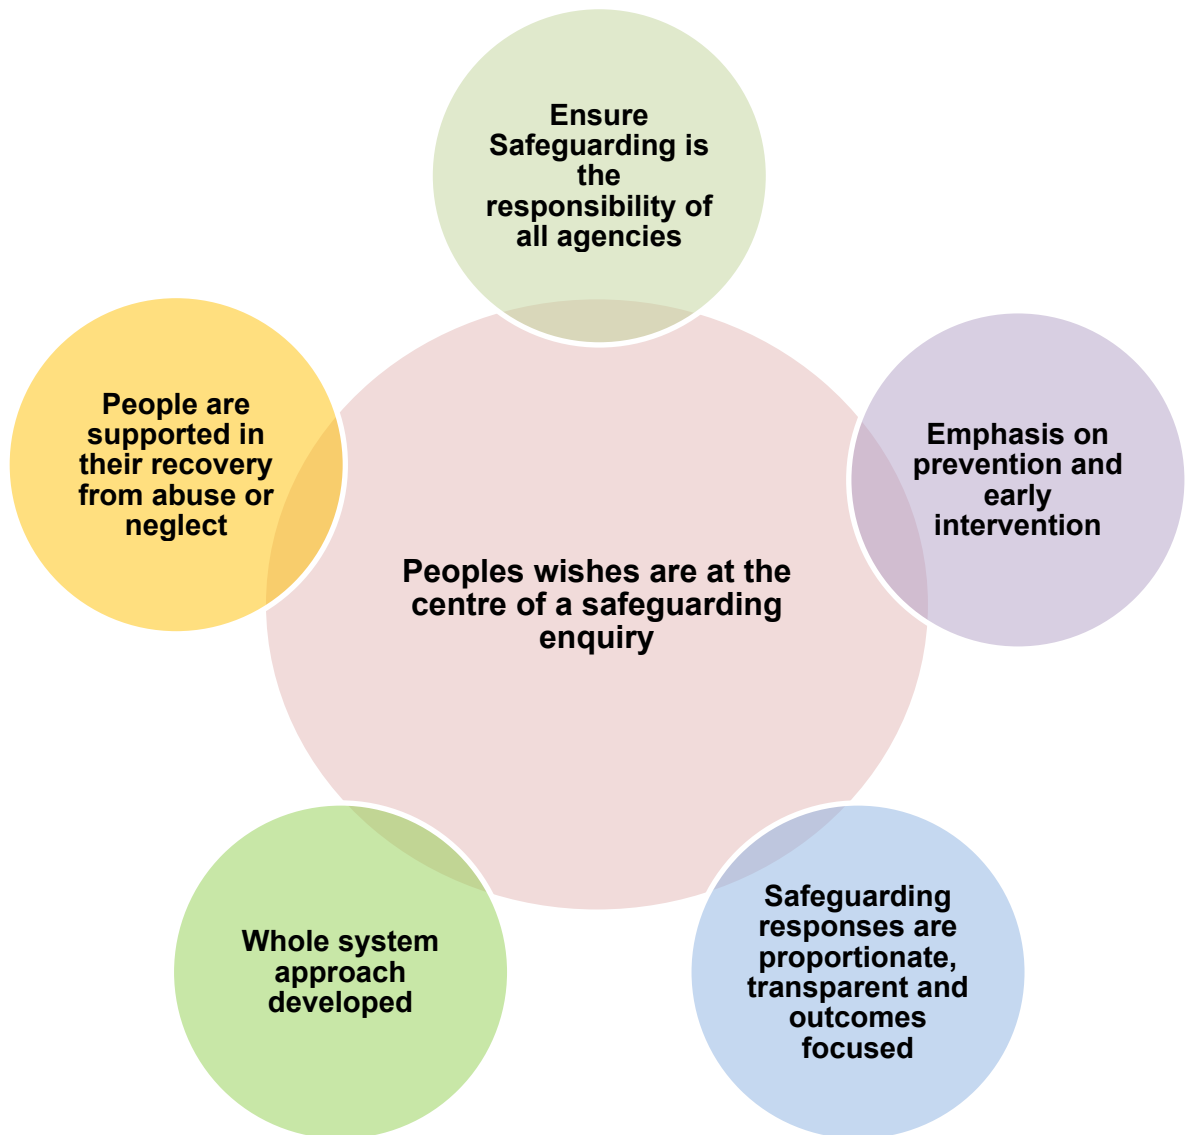 Ensure
Safeguarding is
the
responsibility of
all agencies
People are
supported in
their recovery
from abuse or
neglect
Emphasis on
prevention and
early
intervention
Peoples wishes are at the
centre of a safeguarding
enquiry
Whole system
approach
developed
Safeguarding
responses are
proportionate,
transparent and
outcomes
focused